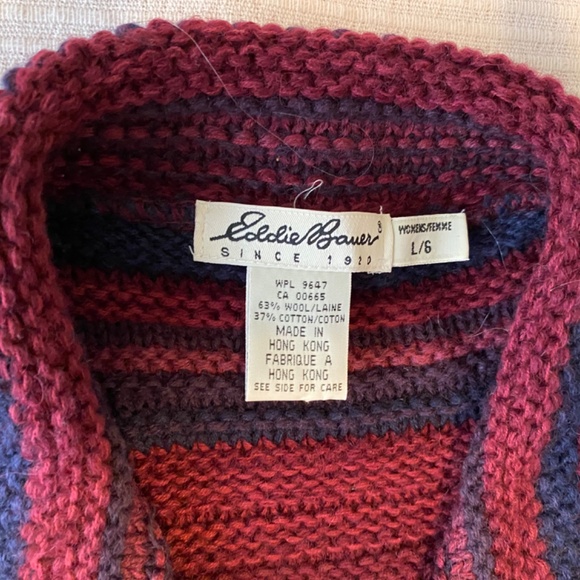 Eddie Bauer®
SINCE 1920
WOMENS/FEMME
L/G
WPL 9647
CA 00665
63% WOOL/LAINE
37% COTTON/COTON
MADE IN
HONG KONG
FABRIQUE A
HONG KONG
SEE SIDE FOR CARE